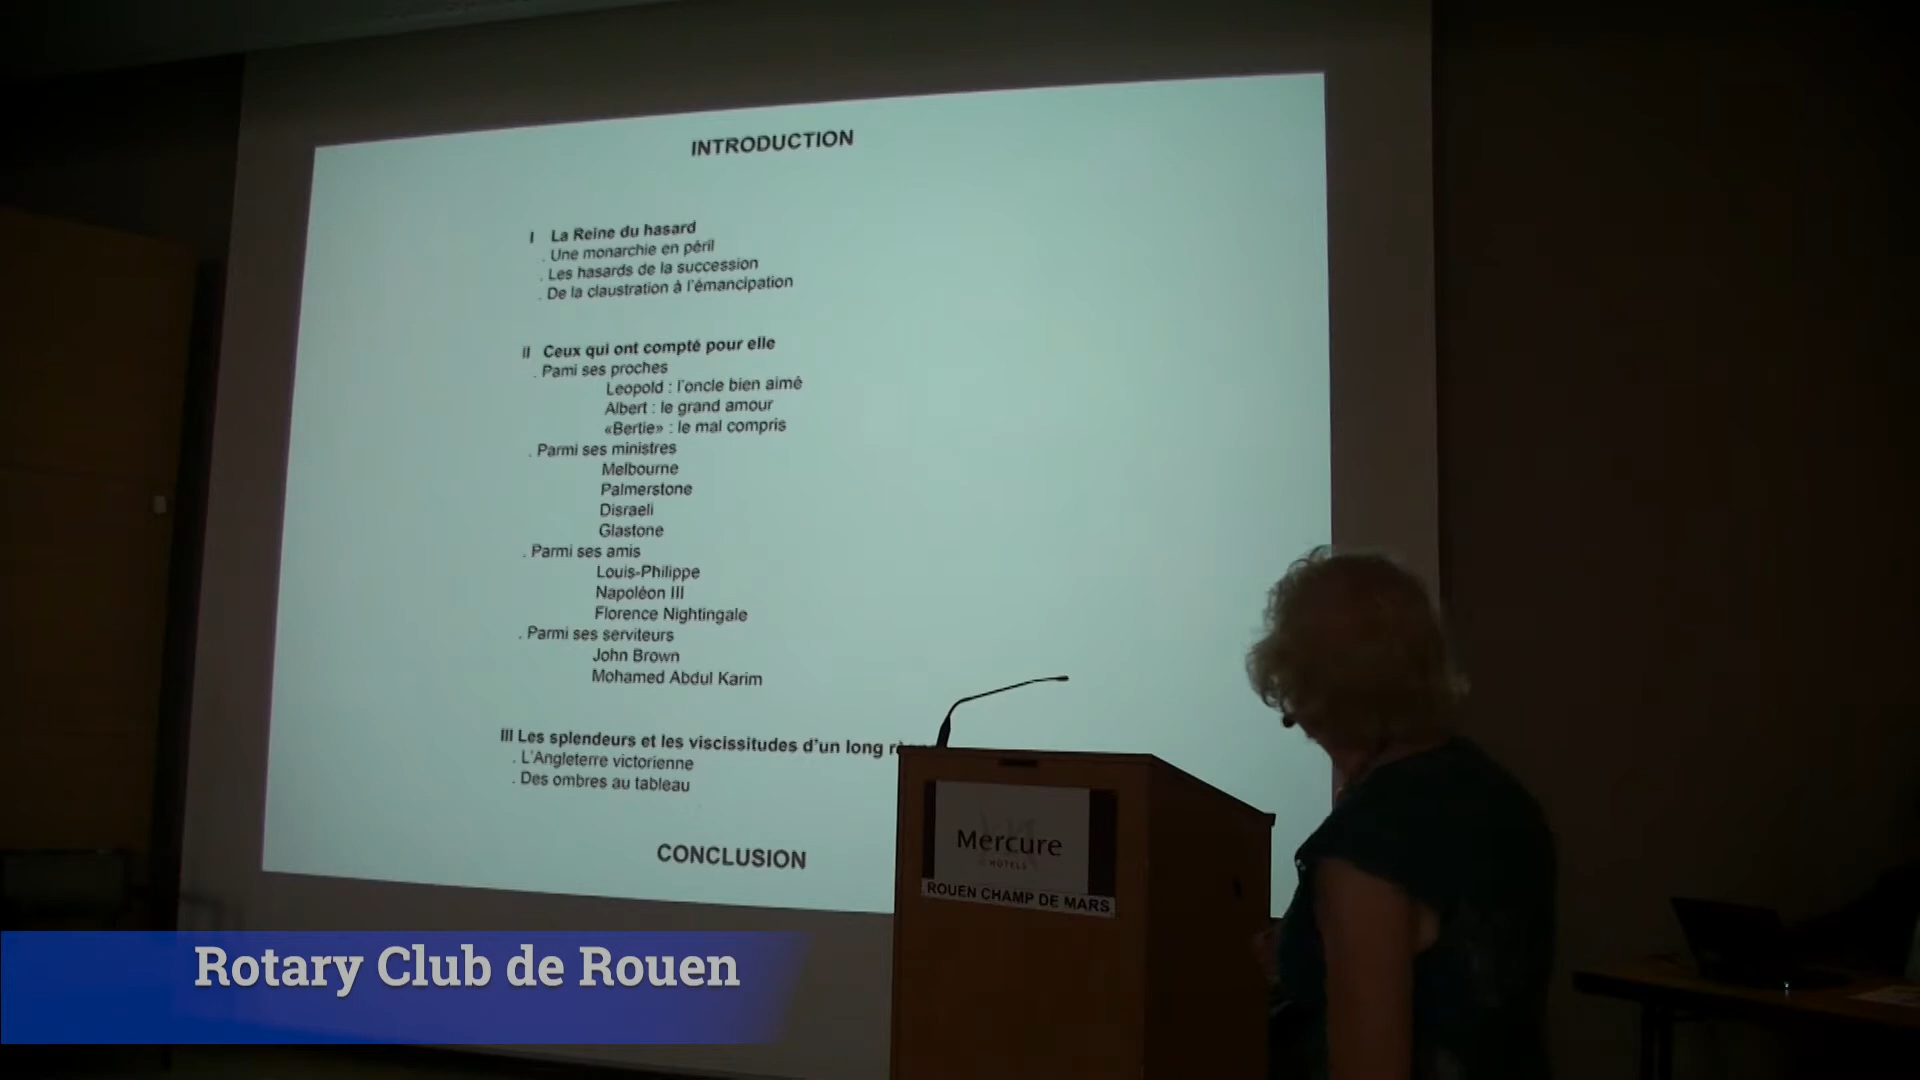 INTRODUCTION
I La Reine du hasard
. Une monarchie en péril
. Les hasards de la succession
. De la claustration à l'émancipation
II Ceux qui ont compté pour elle
. Pami ses proches
Leopold : l'oncle bien aimé
Albert : le grand amour
«Bertie» : le mal compris
. Parmi ses ministres
Melbourne
Palmerstone
Disraeli
Glastone
. Parmi ses amis
Louis-Philippe
Napoléon III
Florence Nightingale
. Parmi ses serviteurs
John Brown
Mohamed Abdul Karim
III Les splendeurs et les viscissitudes d'un long
. L'Angleterre victorienne
. Des ombres au tableau
CONCLUSION
Mercure
HOTELS
ROUEN CHAMP DE MARS
Rotary Club de Rouen